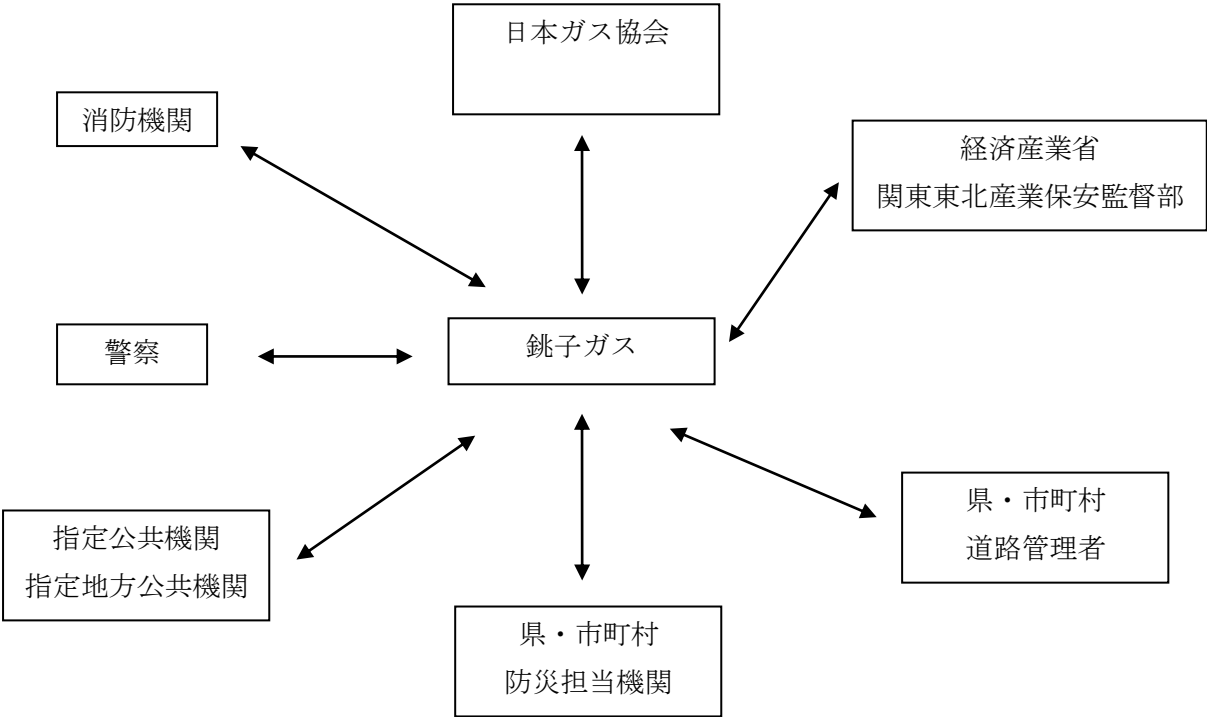 日本ガス協会
消防機関
経済産業省
関東東北産業保安監督部
警察
銚子ガス
県・市町村
道路管理者
指定公共機関
指定地方公共機関
県・市町村
防災担当機関